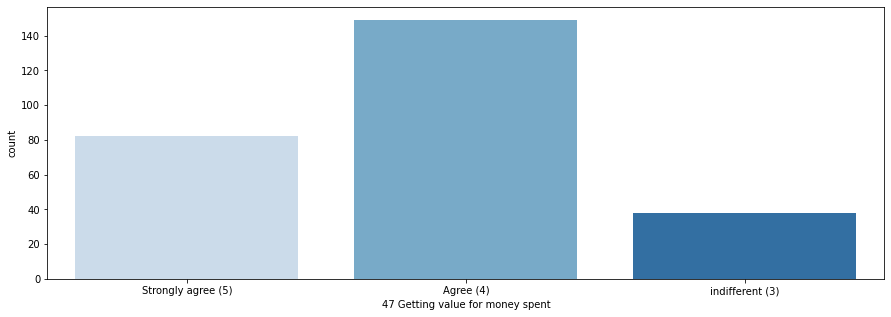 140
120
100
80
60
40
20
0
count
Strongly agree (5) Agree (4) indifferent (3)
47 Getting value for money spent